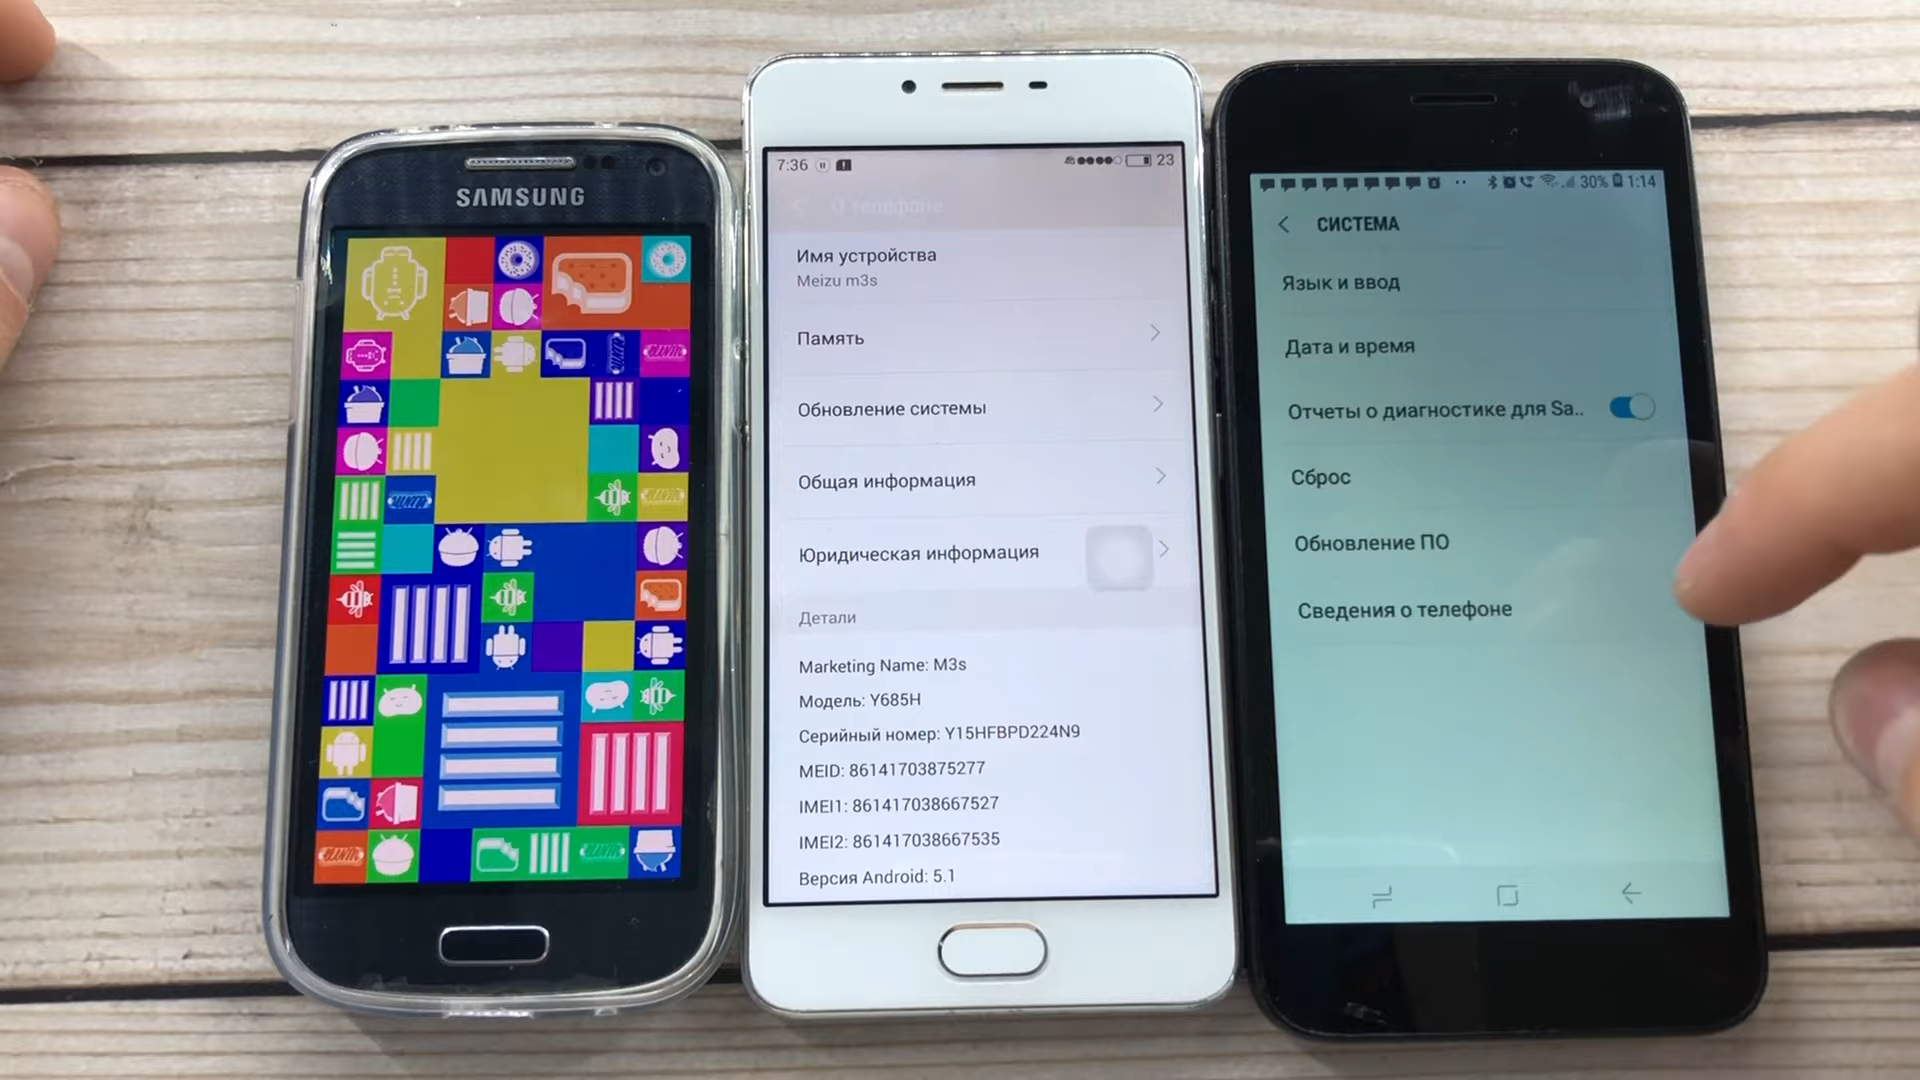 SAMSUNG
7:36
23
О телефоне
Имя устройства
Meizu m3s
Память
Обновление системы
Общая информация
Юридическая информация
Детали
Marketing Name: M3s
Модель: Y685H
Серийный номер: Y15HFBPD224N9
MEID: 86141703875277
IMEI1: 861417038667527
IMEI2: 861417038667535
Версия Android: 5.1
30% 1:14
СИСТЕМА
Язык и ввод
Дата и время
Отчеты о диагностике для Sa..
Сброс
Обновление ПО
Сведения о телефоне